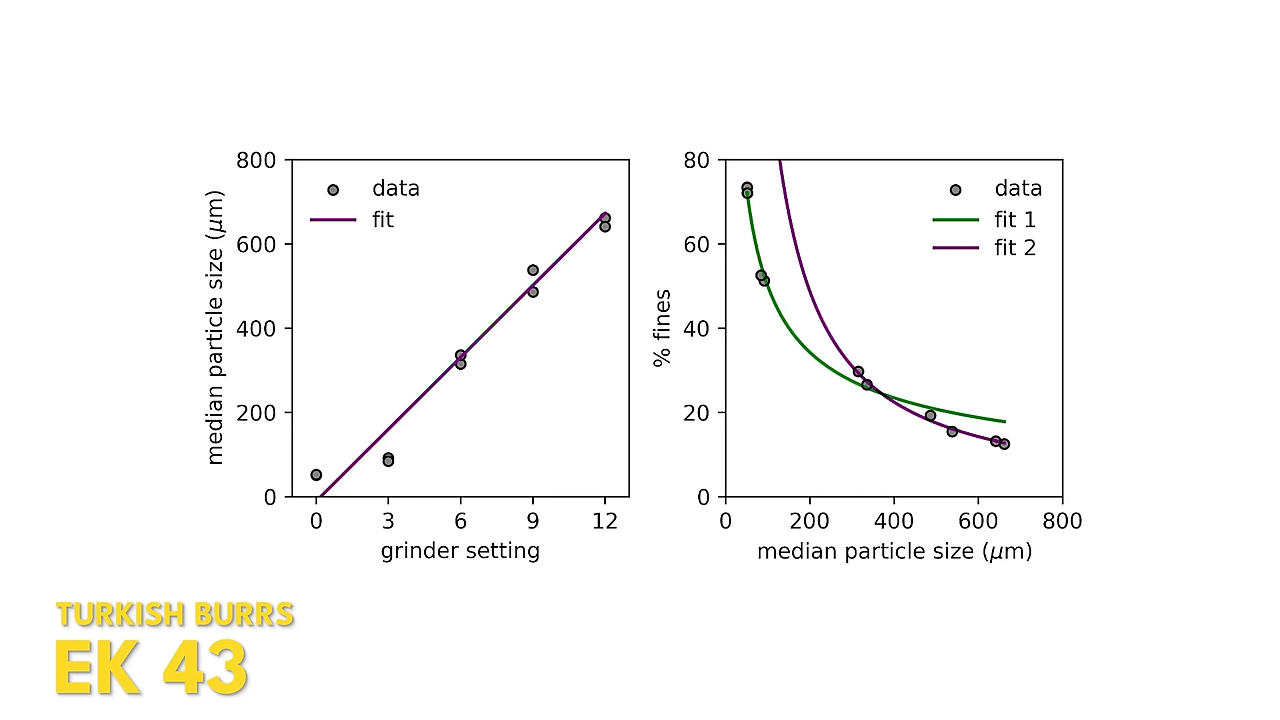 800
600
400
200
0
median particle size (μm)
data
fit
0 3 6 9 12
grinder setting
80
60
40
20
0
% fines
data
fit 1
fit 2
0 200 400 600 800
median particle size (μm)
TURKISH BURRS
EK 43